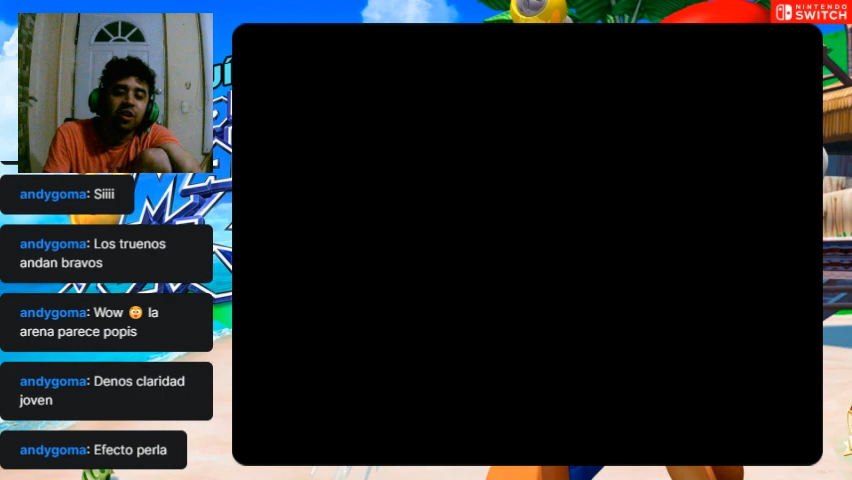 NINTENDO
SWITCH
andygoma: Siiii
andygoma: Los truenos
andan bravos
andygoma: Wow 😳 la
arena parece popis
andygoma: Denos claridad
joven
andygoma: Efecto perla